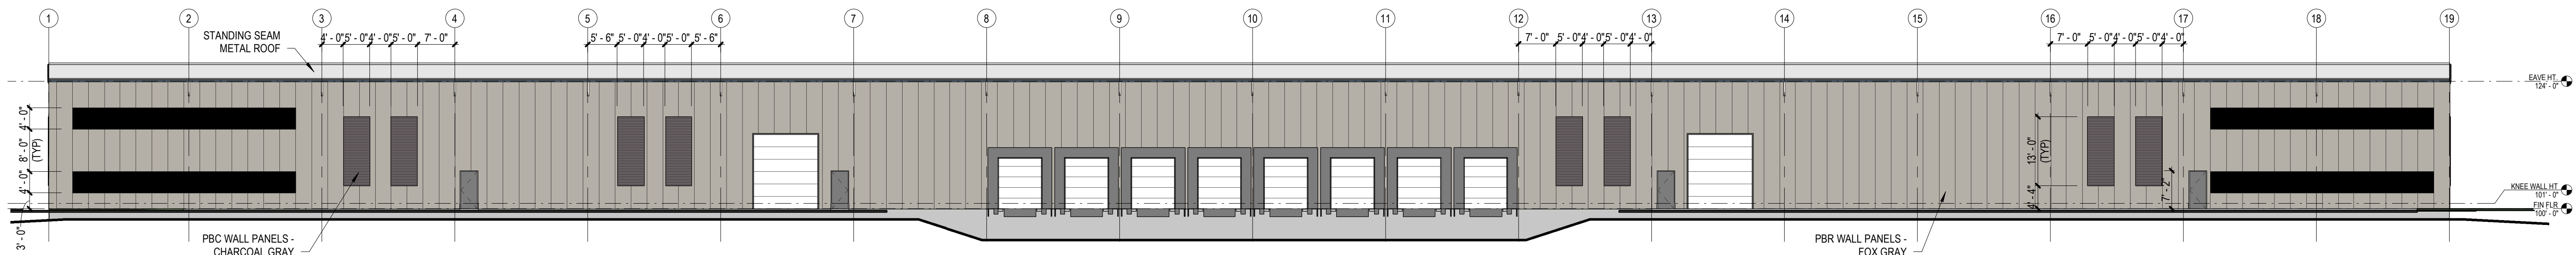 1 2 3 4 5 6 7 8 9 10 11 12 13 14 15 16 17 18 19
STANDING SEAM
METAL ROOF
4' - 0" 5' - 0" 4' - 0" 5' - 0" 7' - 0"
5' - 6" 5' - 0" 4' - 0" 5' - 0" 5' - 6"
7' - 0" 5' - 0" 4' - 0" 5' - 0" 4' - 0"
7' - 0" 5' - 0" 4' - 0" 5' - 0" 4' - 0"
EAVE HT.
124' - 0"
4' - 0"
8' - 0"
(TYP)
4' - 0"
3' - 0"
13' - 0"
(TYP)
4' - 4"
7' - 2"
KNEE WALL HT
101' - 0"
FIN FLR
100' - 0"
PBC WALL PANELS -
CHARCOAL GRAY
PBR WALL PANELS -
FOX GRAY